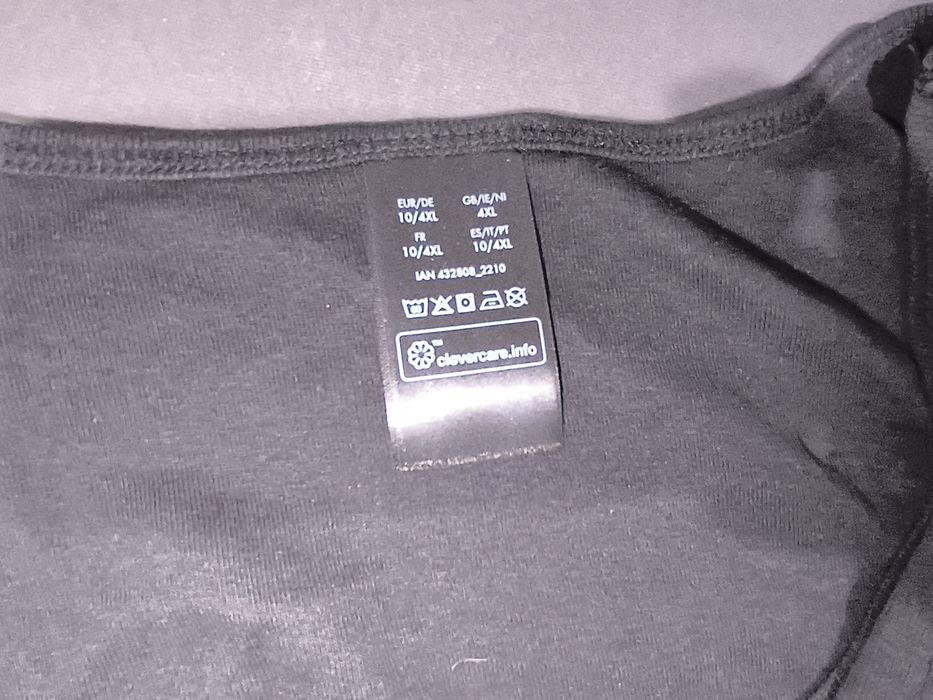 EUR/DE GB/IE/NI
10/4XL 4XL
FR ES/IT/PT
10/4XL 10/4XL
IAN 432808_2210
clevercare.info™